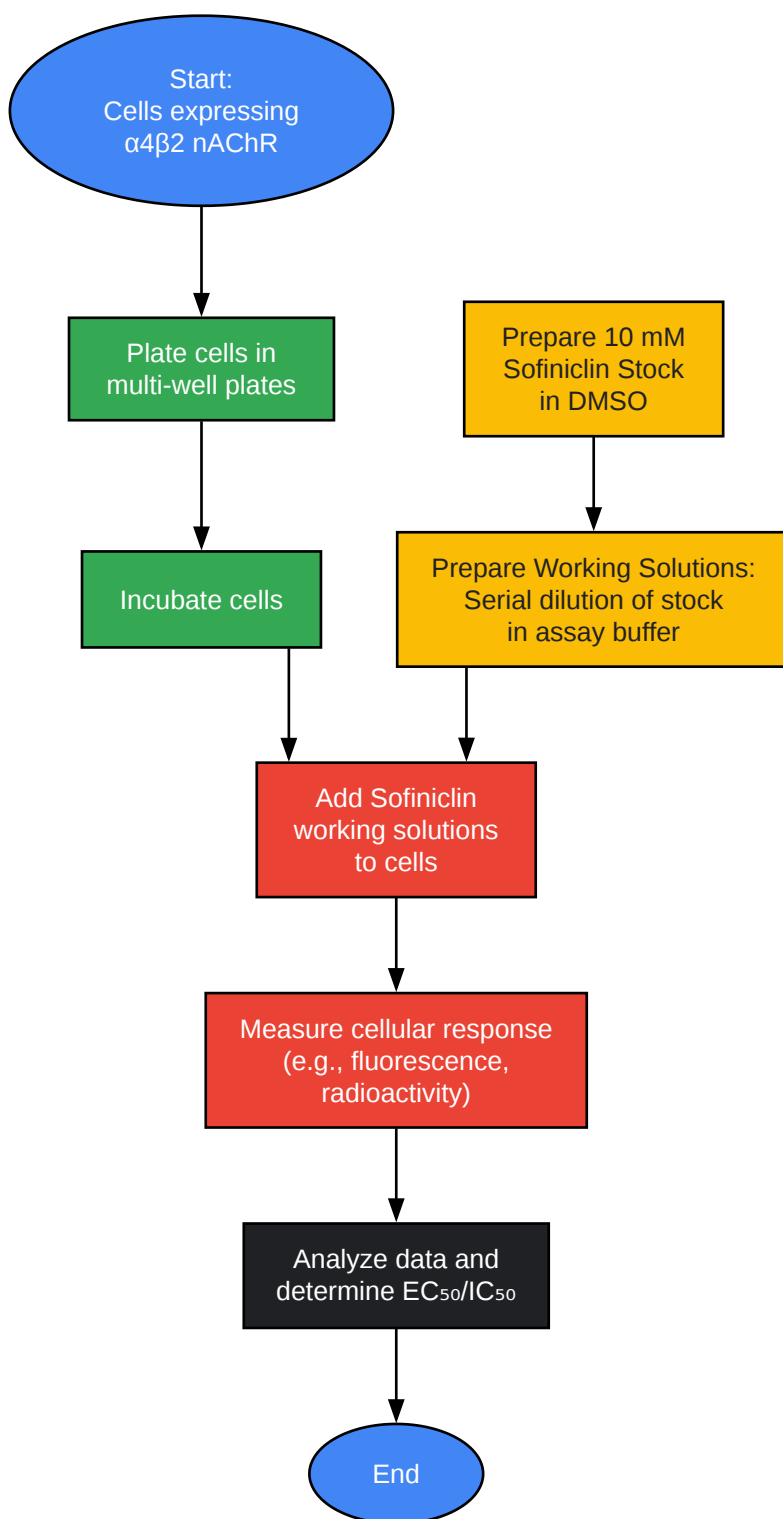 Start:
Cells expressing
α4β2 nAChR
Plate cells in
multi-well plates
Prepare 10 mM
Sofiniclin Stock
in DMSO
Incubate cells
Prepare Working Solutions:
Serial dilution of stock
in assay buffer
Add Sofiniclin
working solutions
to cells
Measure cellular response
(e.g., fluorescence,
radioactivity)
Analyze data and
determine EC₅₀/IC₅₀
End